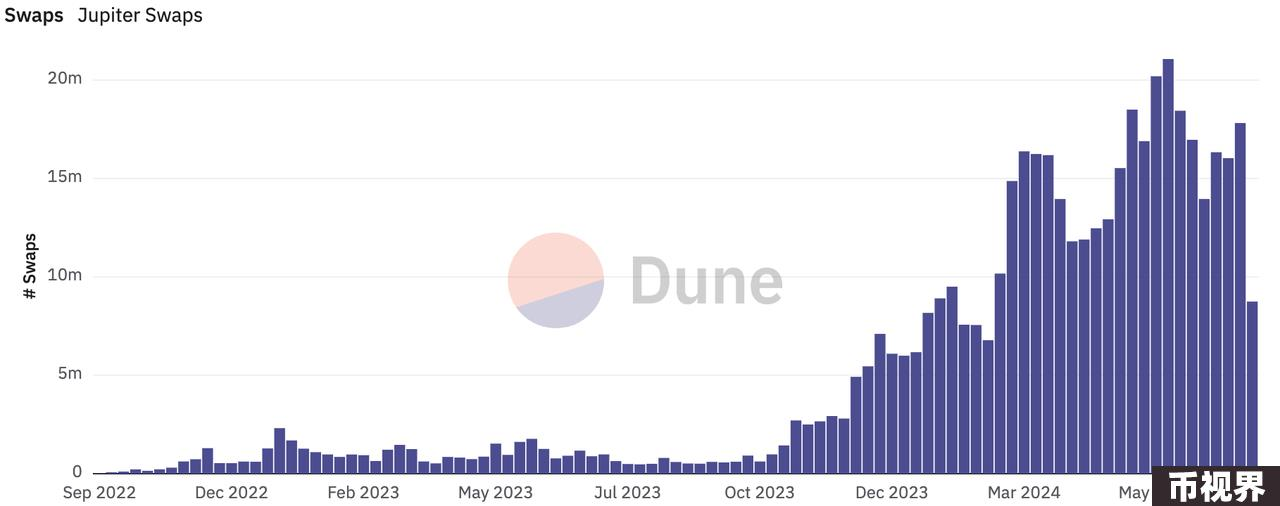 Swaps Jupiter Swaps
20m
15m
10m
5m
0
# Swaps
Dune
Sep 2022 Dec 2022 Feb 2023 May 2023 Jul 2023 Oct 2023 Dec 2023 Mar 2024 May
币视界